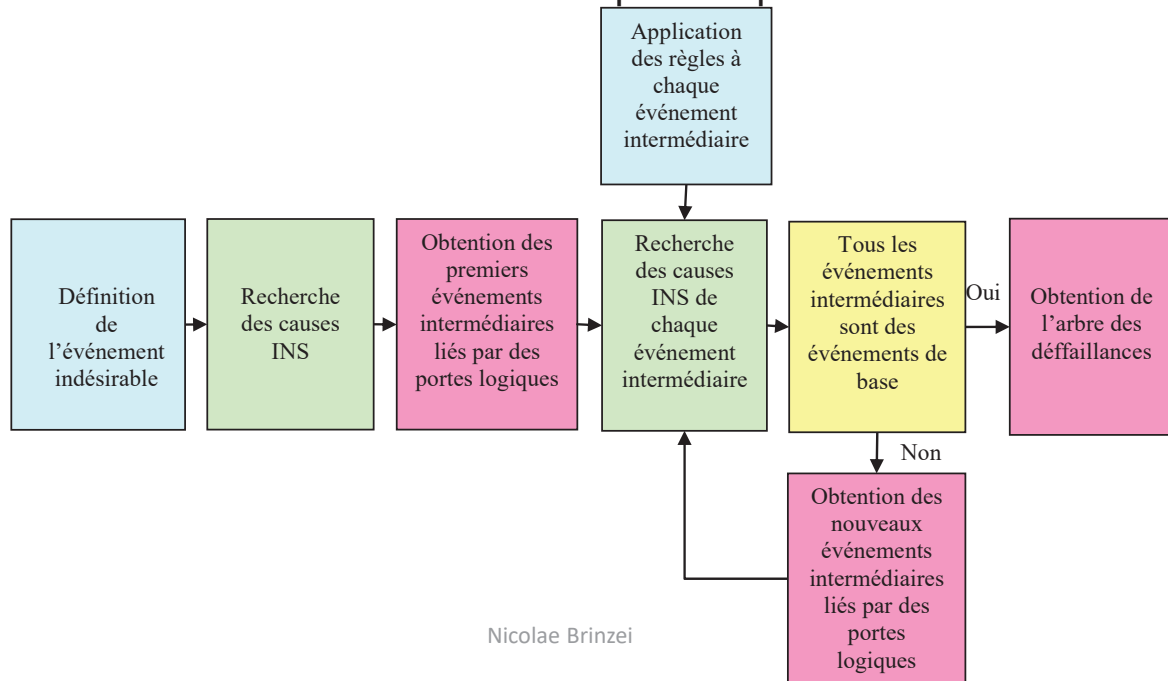 Application
des règles à
chaque
événement
intermédiaire
Définition
de
l'événement
indésirable
Recherche
des causes
INS
Obtention des
premiers
événements
intermédiaires
liés par des
portes logiques
Recherche
des causes
INS de
chaque
événement
intermédiaire
Tous les
événements
intermédiaires
sont des
événements de
base
Oui
Obtention de
l'arbre des
déffaillances
Non
Obtention des
nouveaux
événements
intermédiaires
liés par des
portes
logiques
Nicolae Brinzei